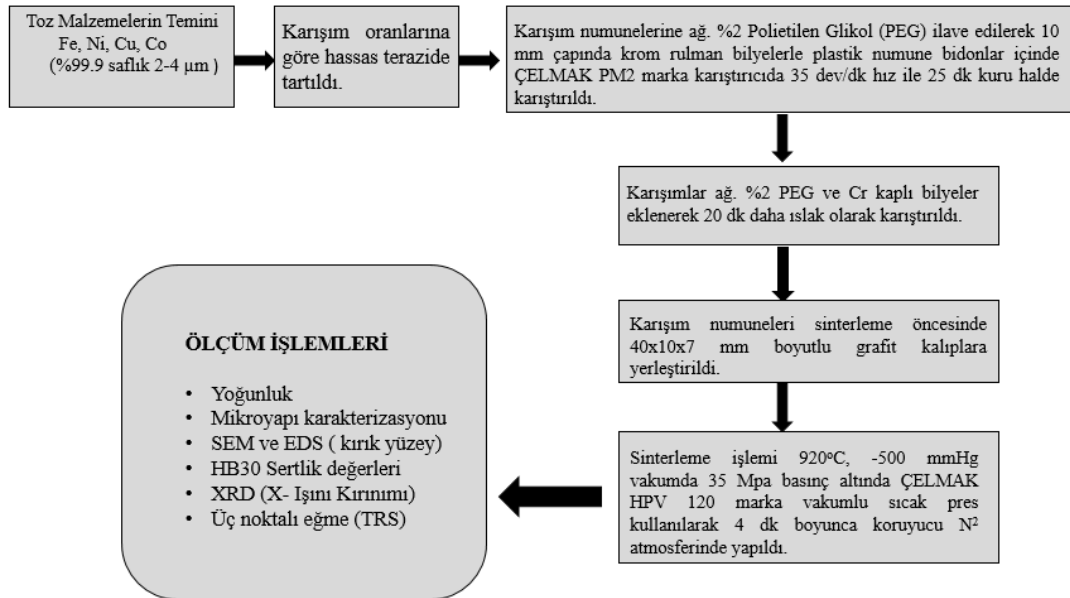 Toz Malzemelerin Temini
Fe, Ni, Cu, Co
(%99.9 saflık 2-4 µm )
Karışım oranlarına
göre hassas terazide
tartıldı.
Karışım numunelerine ağ. %2 Polietilen Glikol (PEG) ilave edilerek 10
mm çapında krom rulman bilyelerle plastik numune bidonlar içinde
ÇELMAK PM2 marka karıştırıcıda 35 dev/dk hız ile 25 dk kuru halde
karıştırıldı.
Karışımlar ağ. %2 PEG ve Cr kaplı bilyeler
eklenerek 20 dk daha ıslak olarak karıştırıldı.
Karışım numuneleri sinterleme öncesinde
40x10x7 mm boyutlu grafit kalıplara
yerleştirildi.
Sinterleme işlemi 920°C, -500 mmHg
vakumda 35 Mpa basınç altında ÇELMAK
HPV 120 marka vakumlu sıcak pres
kullanılarak 4 dk boyunca koruyucu N²
atmosferinde yapıldı.
ÖLÇÜM İŞLEMLERİ
• Yoğunluk
• Mikroyapı karakterizasyonu
• SEM ve EDS ( kırık yüzey)
• HB30 Sertlik değerleri
• XRD (X- Işını Kırınımı)
• Üç noktalı eğme (TRS)